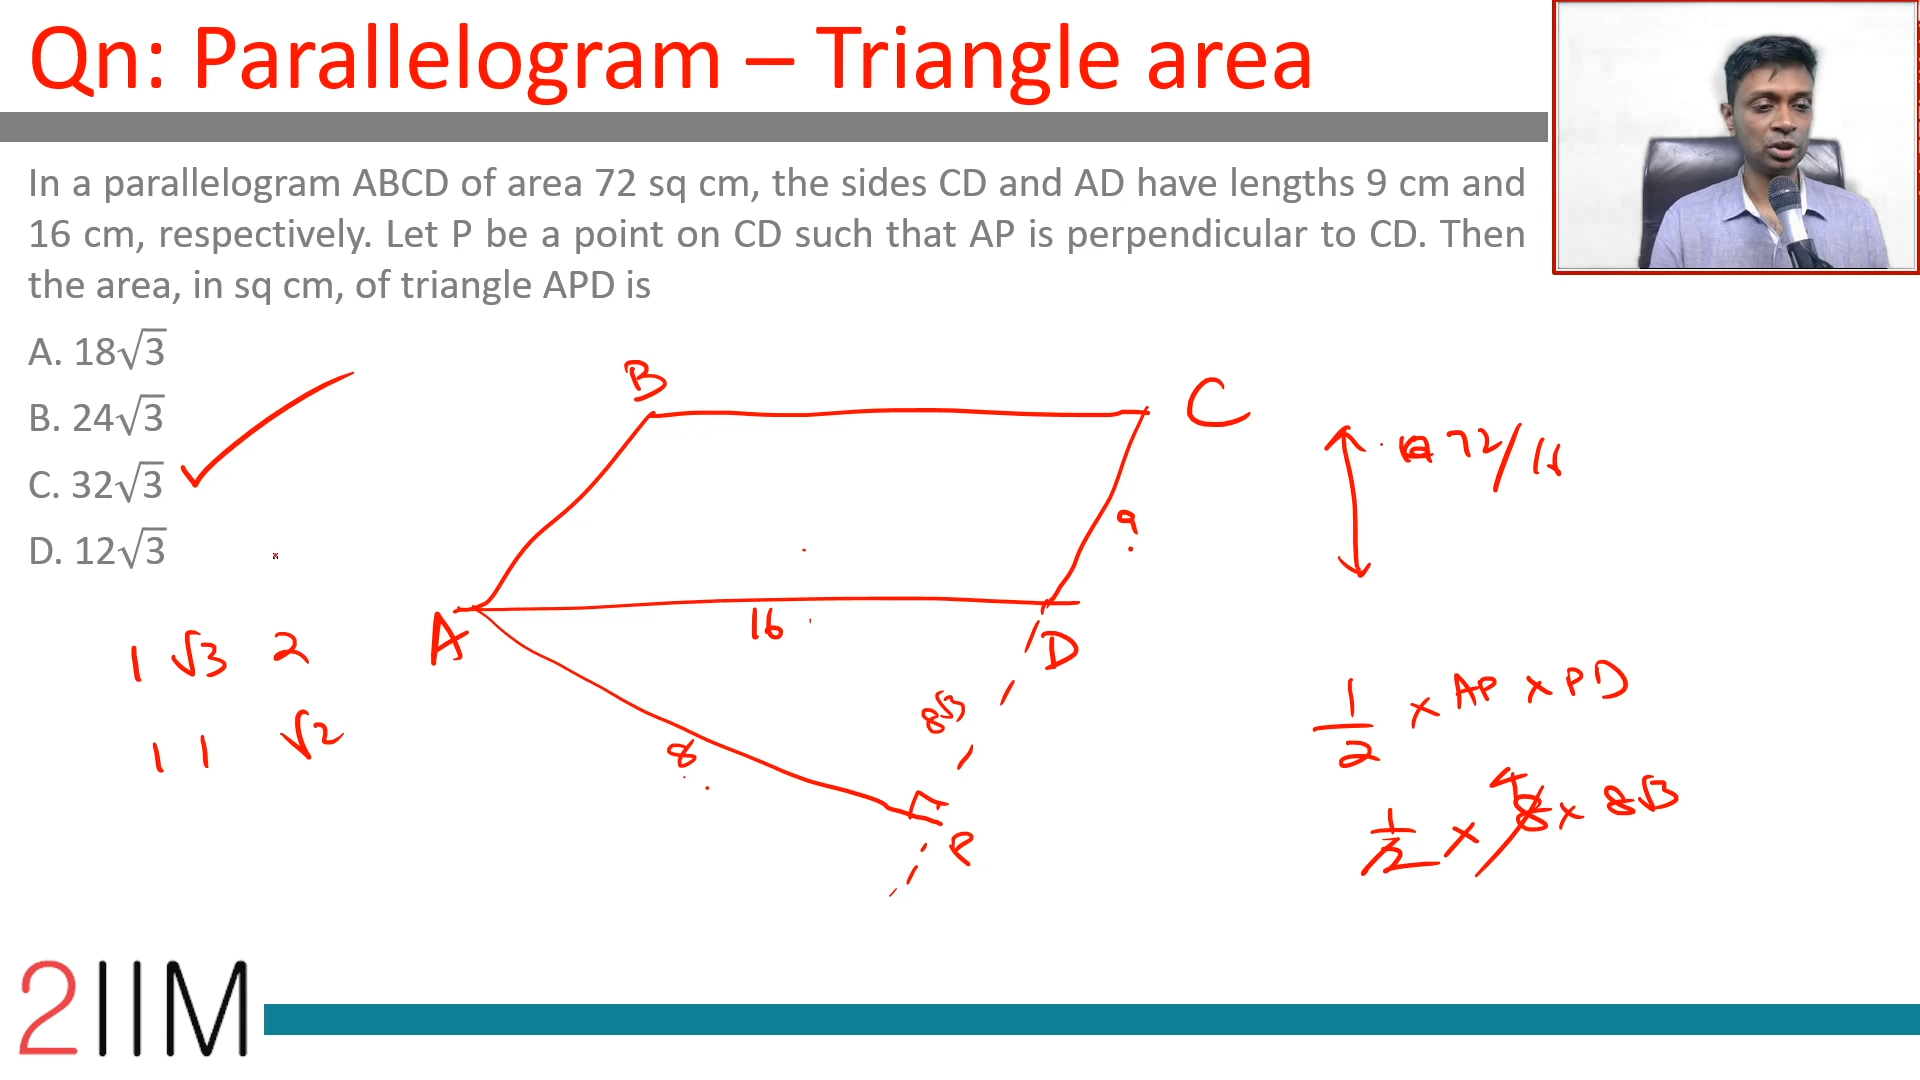 Qn: Parallelogram – Triangle area
In a parallelogram ABCD of area 72 sq cm, the sides CD and AD have lengths 9 cm and
16 cm, respectively. Let P be a point on CD such that AP is perpendicular to CD. Then
the area, in sq cm, of triangle APD is
A. 18√3
B. 24√3
C. 32√3
D. 12√3
B
C
72/16
9
A
16
D
1 √3 2
1 1 √2
8√3
8
P
1/2 × AP × PD
4
1/2 × 8 × 8√3
2IIM